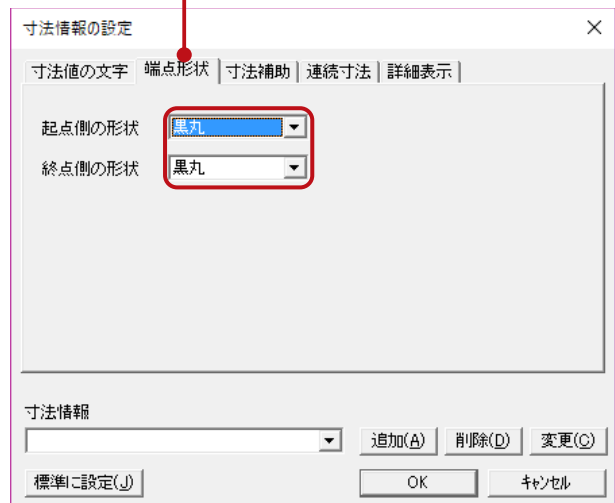 寸法情報の設定
寸法値の文字 端点形状 寸法補助 連続寸法 詳細表示
起点側の形状 黒丸
終点側の形状 黒丸
寸法情報
追加(A) 削除(D) 変更(C)
標準に設定(J) OK キャンセル